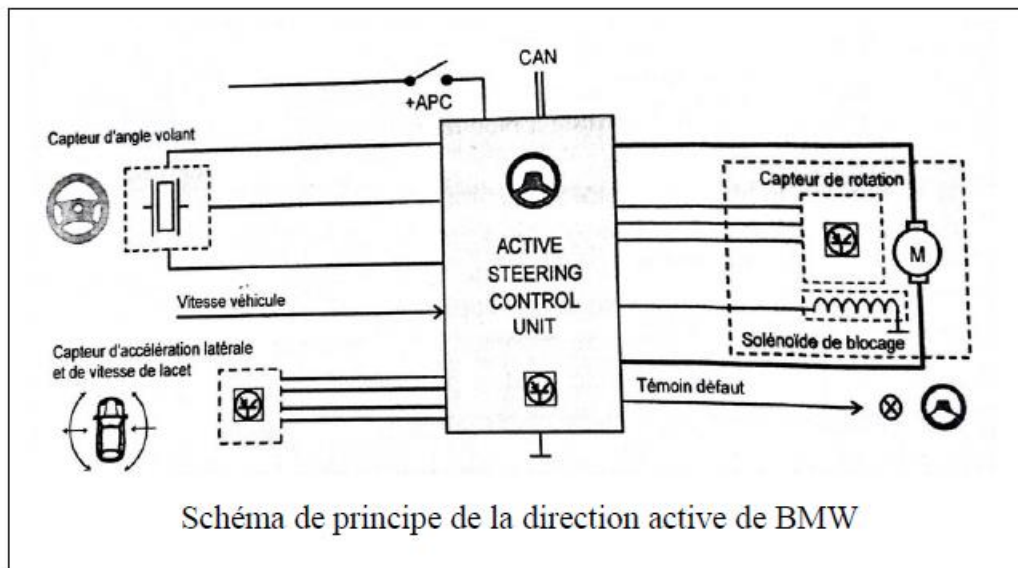 CAN
+APC
Capteur d'angle volant
Capteur de rotation
M
ACTIVE
STEERING
CONTROL
UNIT
Vitesse véhicule
Solénoïde de blocage
Capteur d'accélération latérale
et de vitesse de lacet
Témoin défaut
Schéma de principe de la direction active de BMW